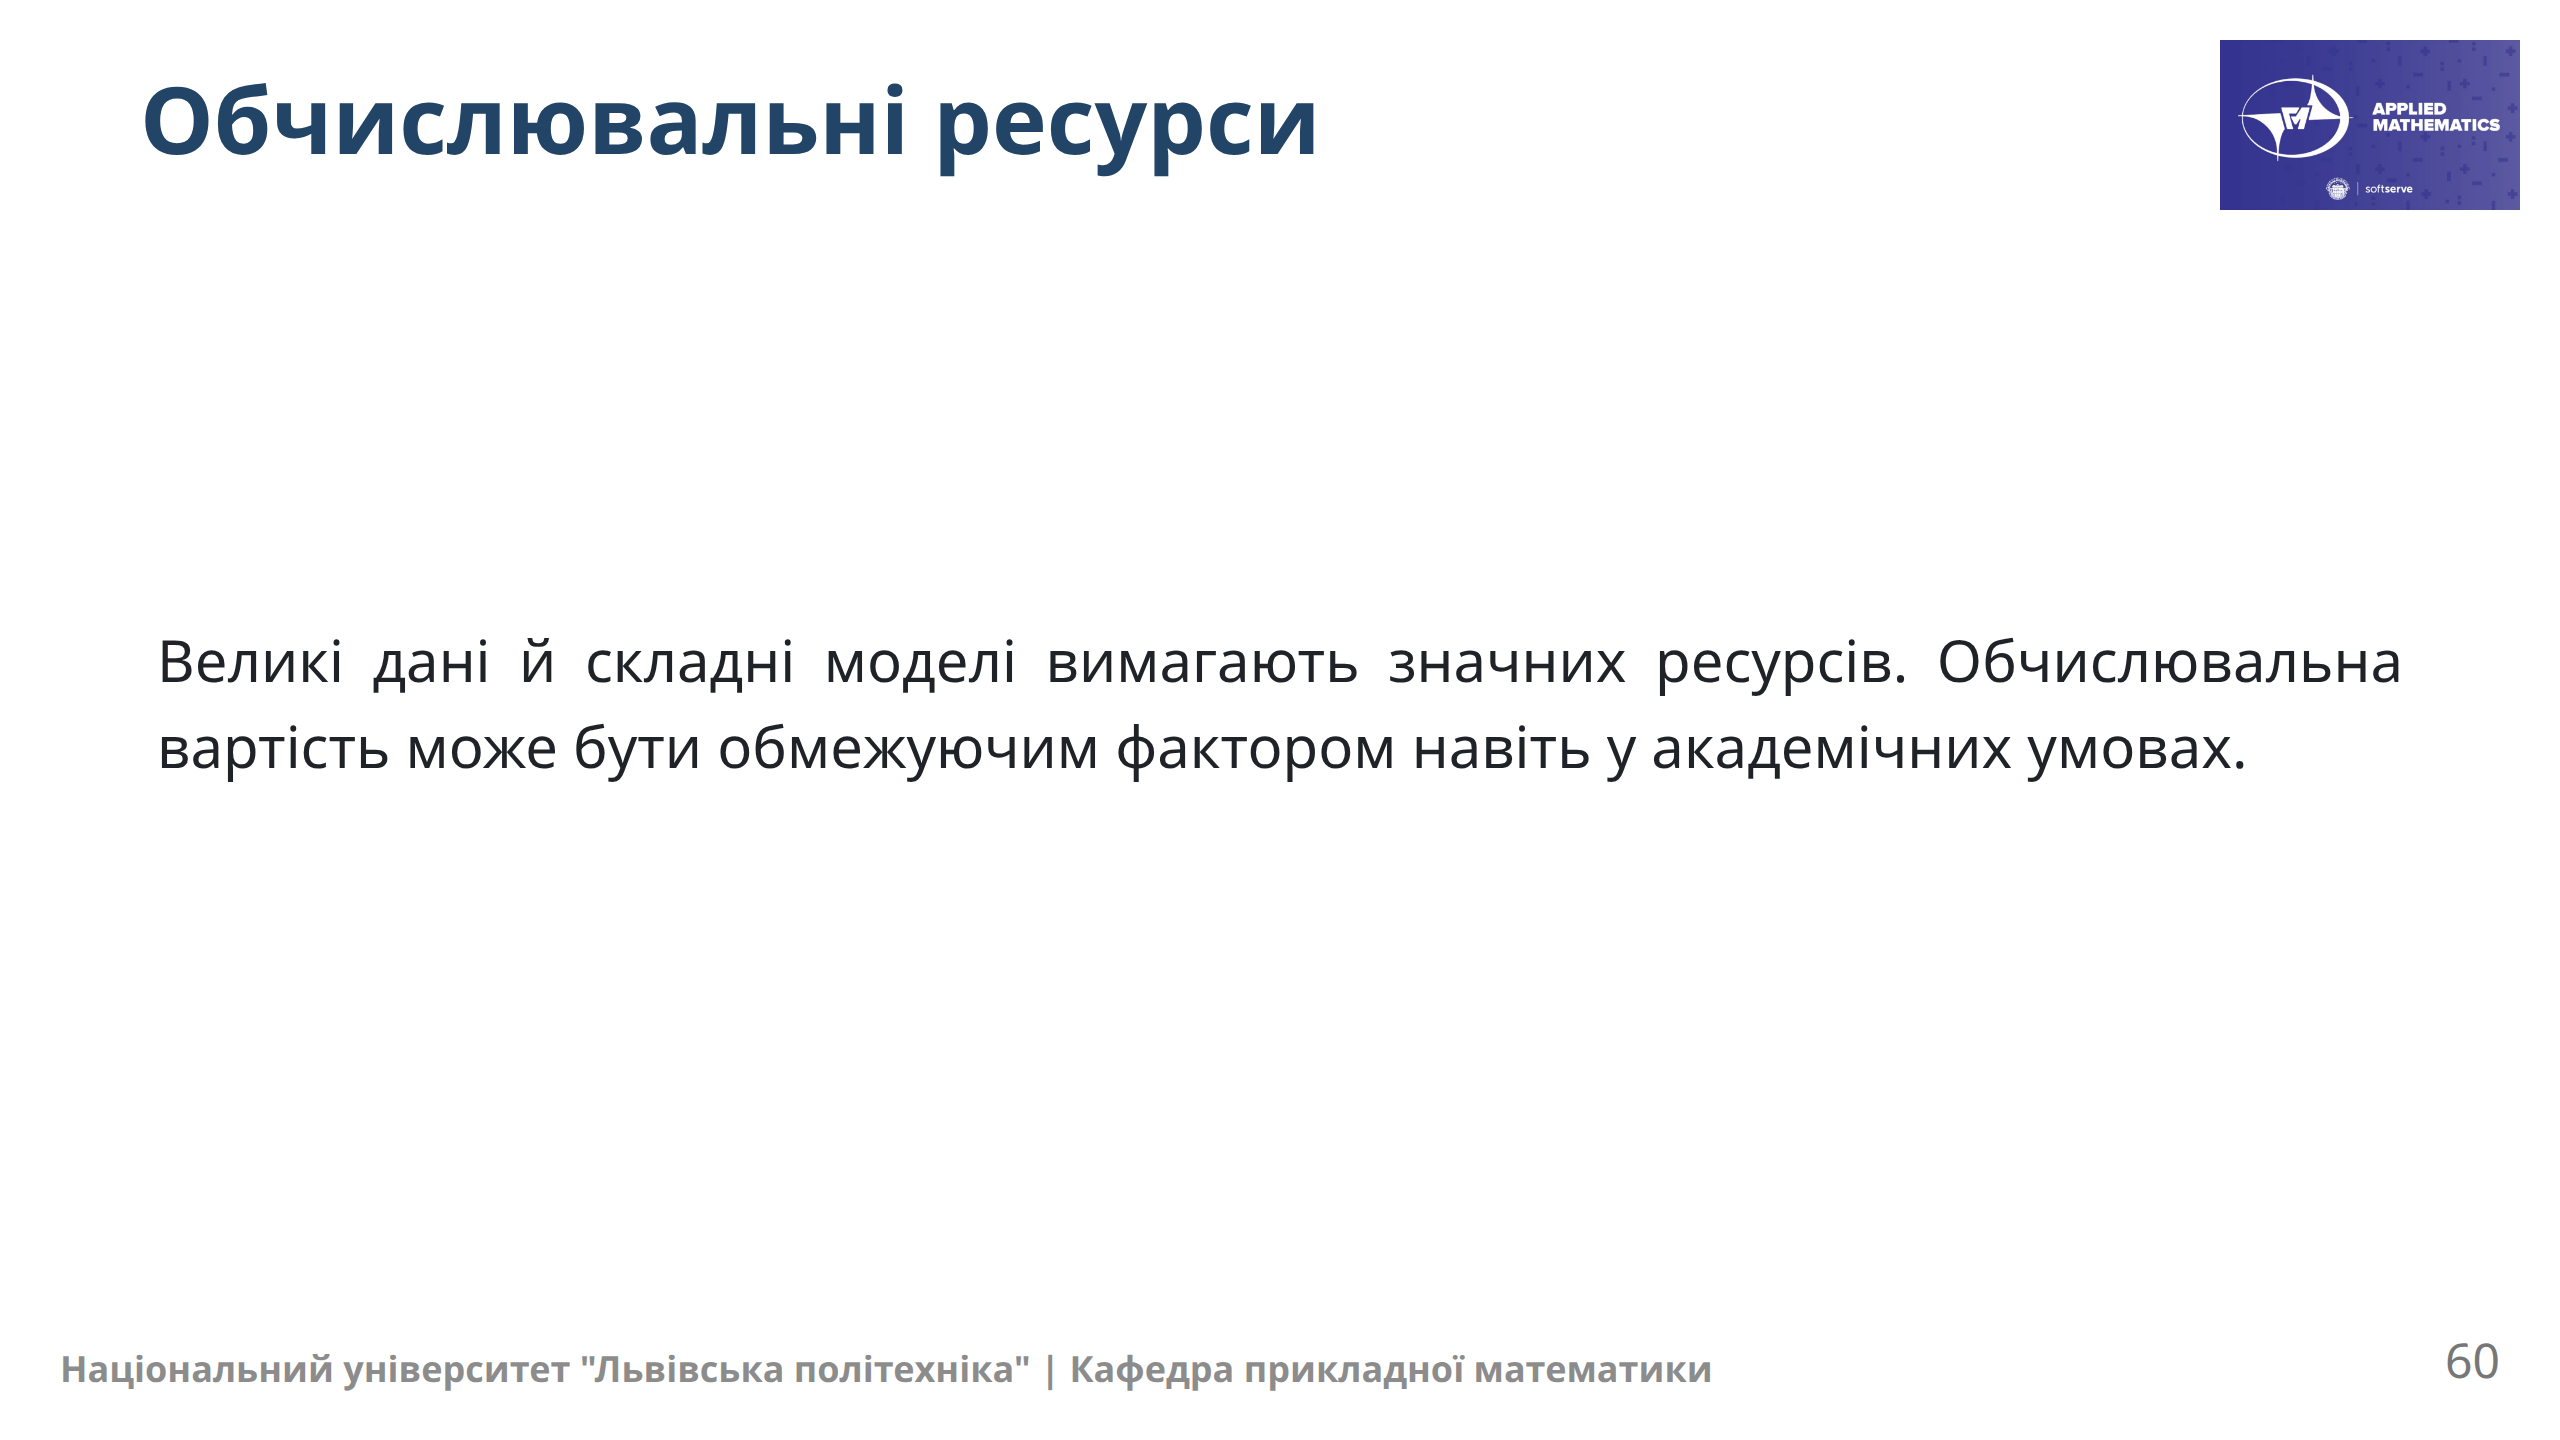 Обчислювальні ресурси
APPLIED
MATHEMATICS
softserve
Великі дані й складні моделі вимагають значних ресурсів. Обчислювальна
вартість може бути обмежуючим фактором навіть у академічних умовах.
Національний університет "Львівська політехніка" | Кафедра прикладної математики
60